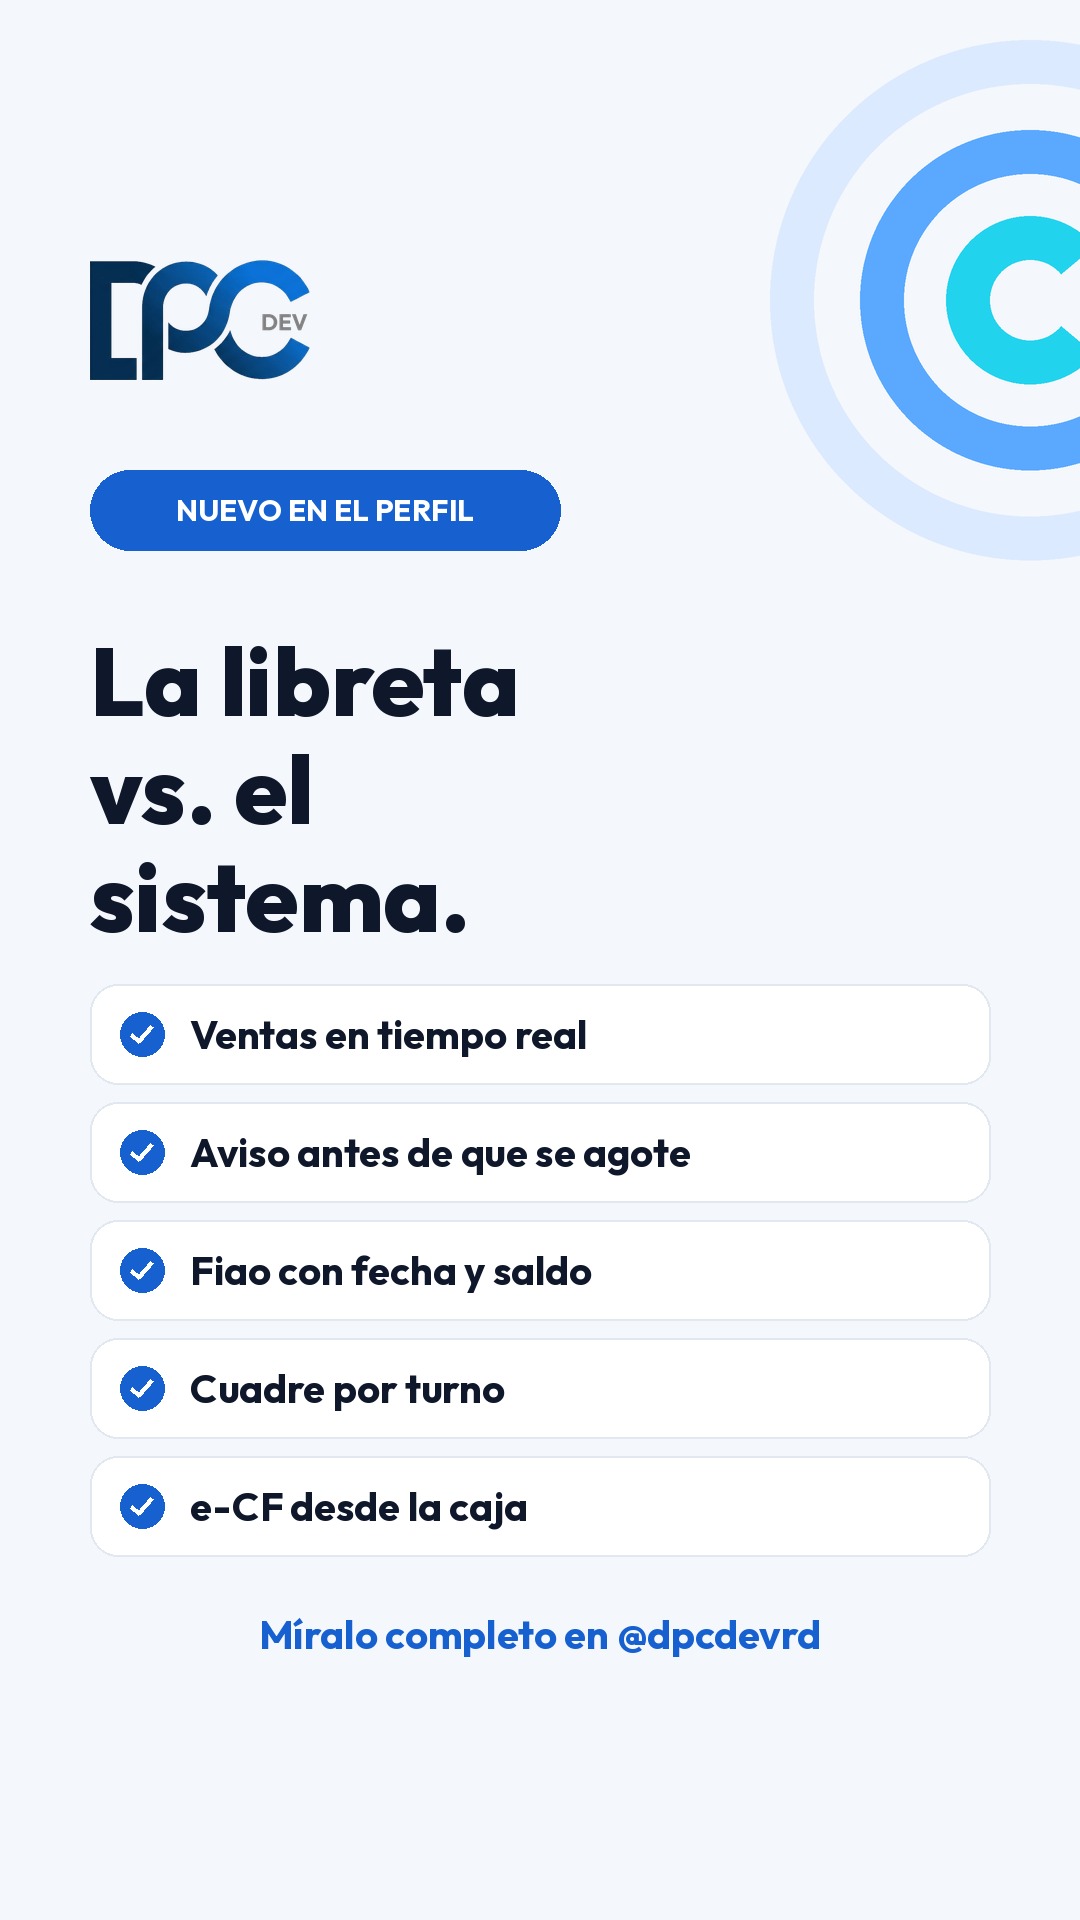 DPC
DEV
NUEVO EN EL PERFIL
La libreta
vs. el
sistema.
Ventas en tiempo real
Aviso antes de que se agote
Fiao con fecha y saldo
Cuadre por turno
e-CF desde la caja
Míralo completo en @dpcdevrd